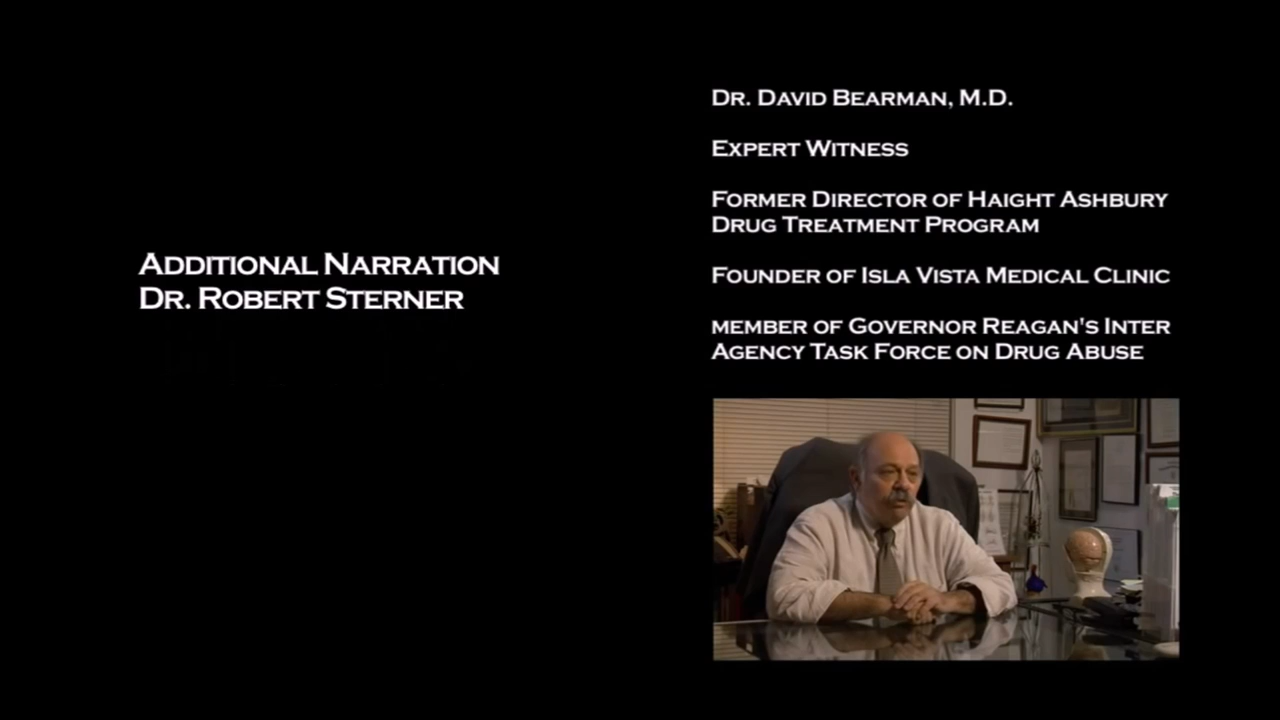 Additional Narration
Dr. Robert Sterner
Dr. David Bearman, M.D.
Expert Witness
Former Director of Haight Ashbury
Drug Treatment Program
Founder of Isla Vista Medical Clinic
member of Governor Reagan's Inter
Agency Task Force on Drug Abuse